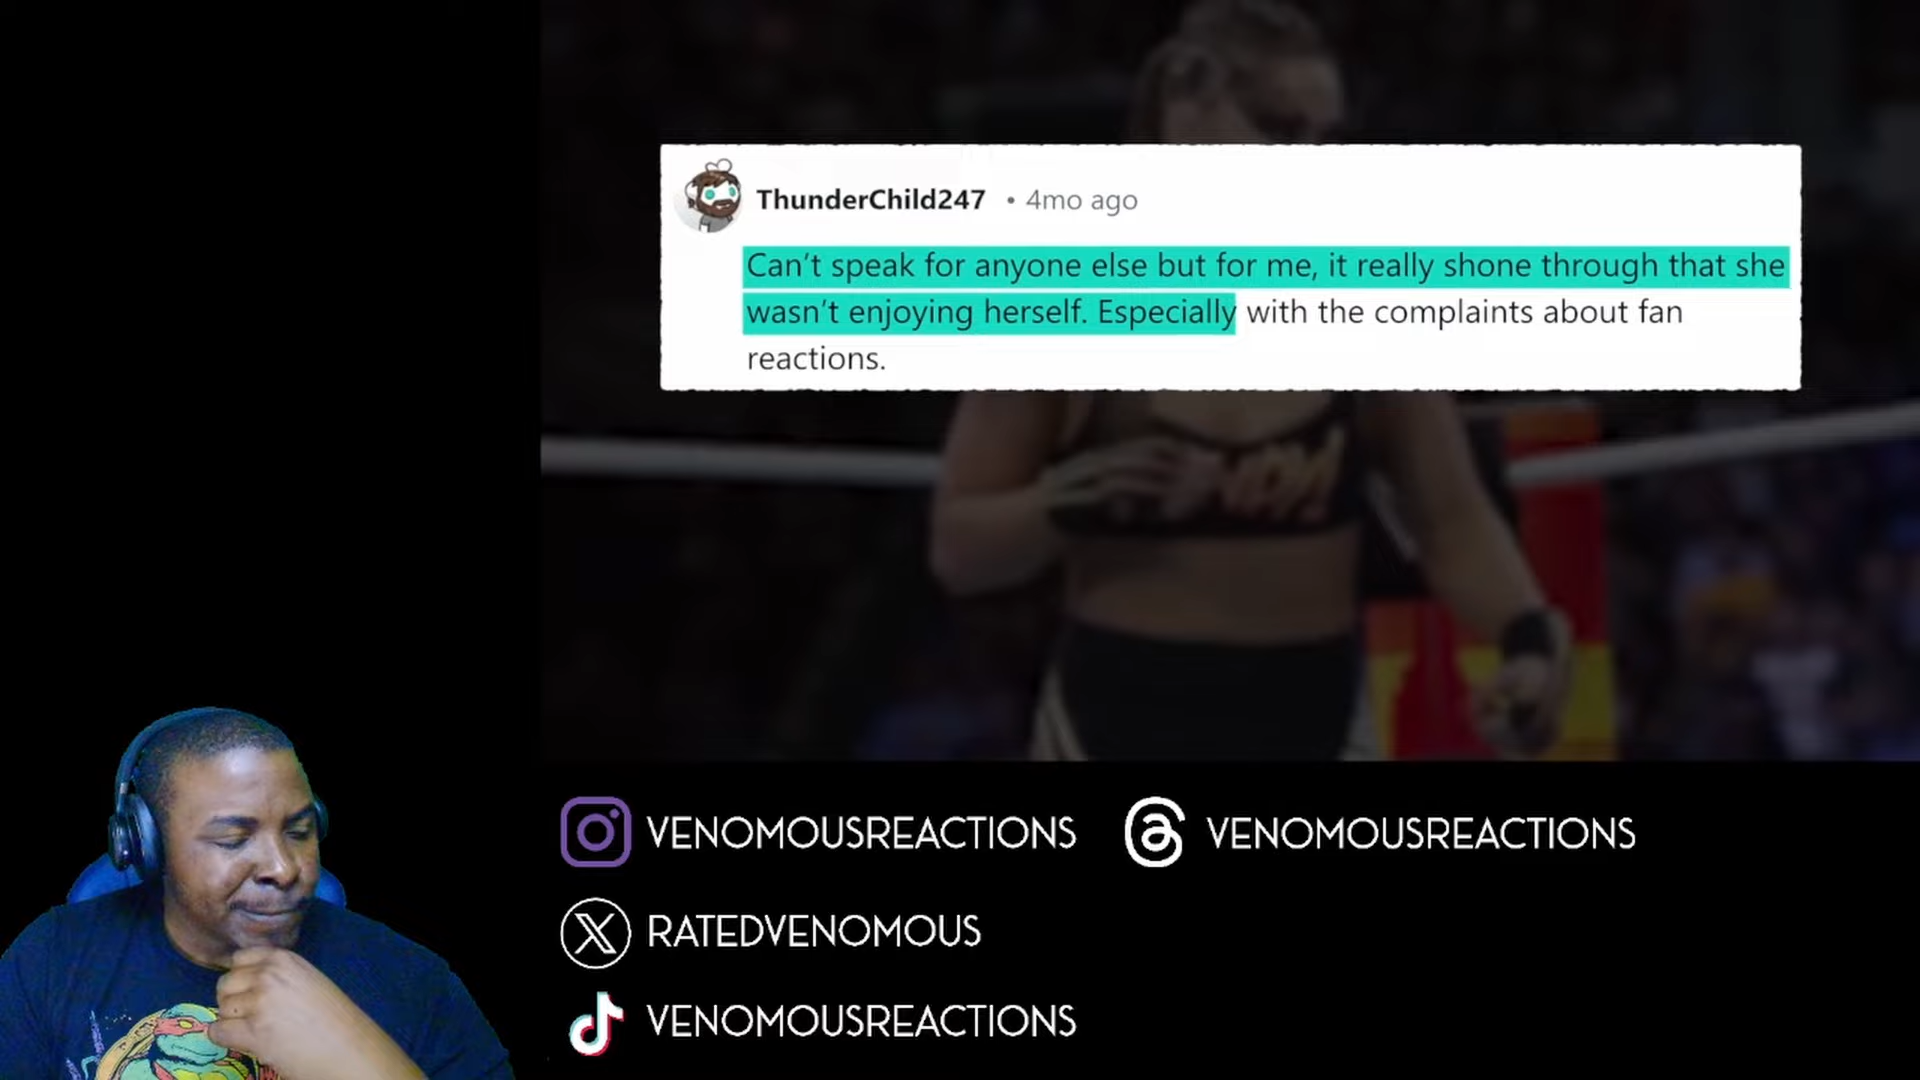 ThunderChild247 • 4mo ago
Can't speak for anyone else but for me, it really shone through that she
wasn't enjoying herself. Especially with the complaints about fan
reactions.
VENOMOUSREACTIONS
VENOMOUSREACTIONS
RATEDVENOMOUS
VENOMOUSREACTIONS